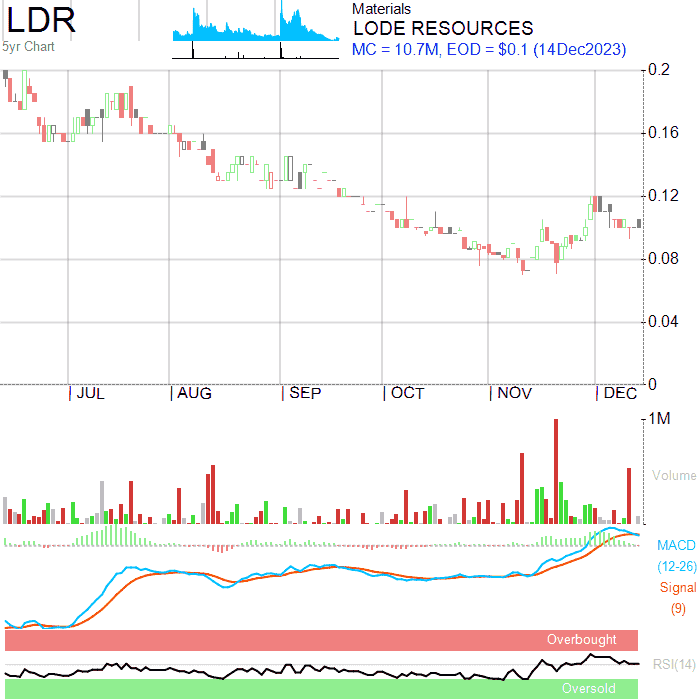 LDR
5yr Chart
Materials
LODE RESOURCES
MC = 10.7M, EOD = $0.1 (14Dec2023)
0.2
0.16
0.12
0.08
0.04
0
JUL AUG SEP OCT NOV DEC
1M
Volume
MACD
(12-26)
Signal
(9)
Overbought
RSI(14)
Oversold